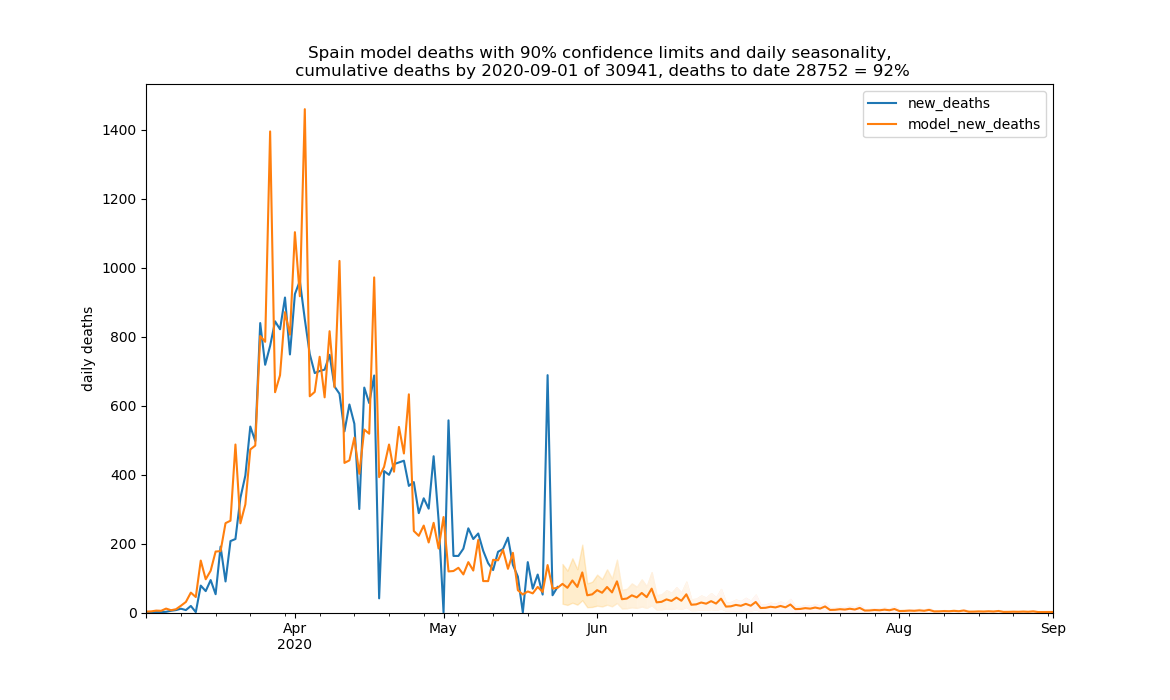 Spain model deaths with 90% confidence limits and daily seasonality,
cumulative deaths by 2020-09-01 of 30941, deaths to date 28752 = 92%
new_deaths
model_new_deaths
daily deaths
1400
1200
1000
800
600
400
200
0
Apr
2020
May
Jun
Jul
Aug
Sep